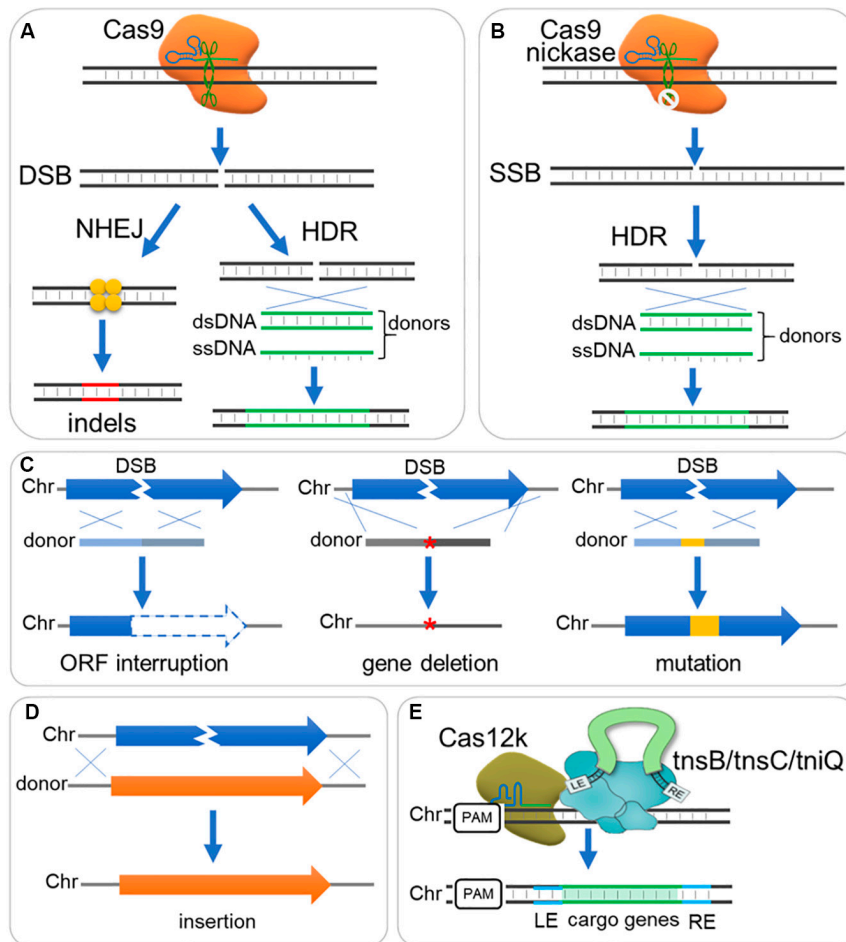 A
Cas9
DSB
NHEJ
HDR
dsDNA
ssDNA
donors
indels
B
Cas9
nickase
SSB
HDR
dsDNA
ssDNA
donors
C
DSB
Chr
donor
Chr
ORF interruption
DSB
Chr
donor
*
Chr
*
gene deletion
DSB
Chr
donor
Chr
mutation
D
Chr
donor
Chr
insertion
E
Cas12k
tnsB/tnsC/tniQ
LE
RE
Chr
PAM
Chr
PAM
LE cargo genes RE